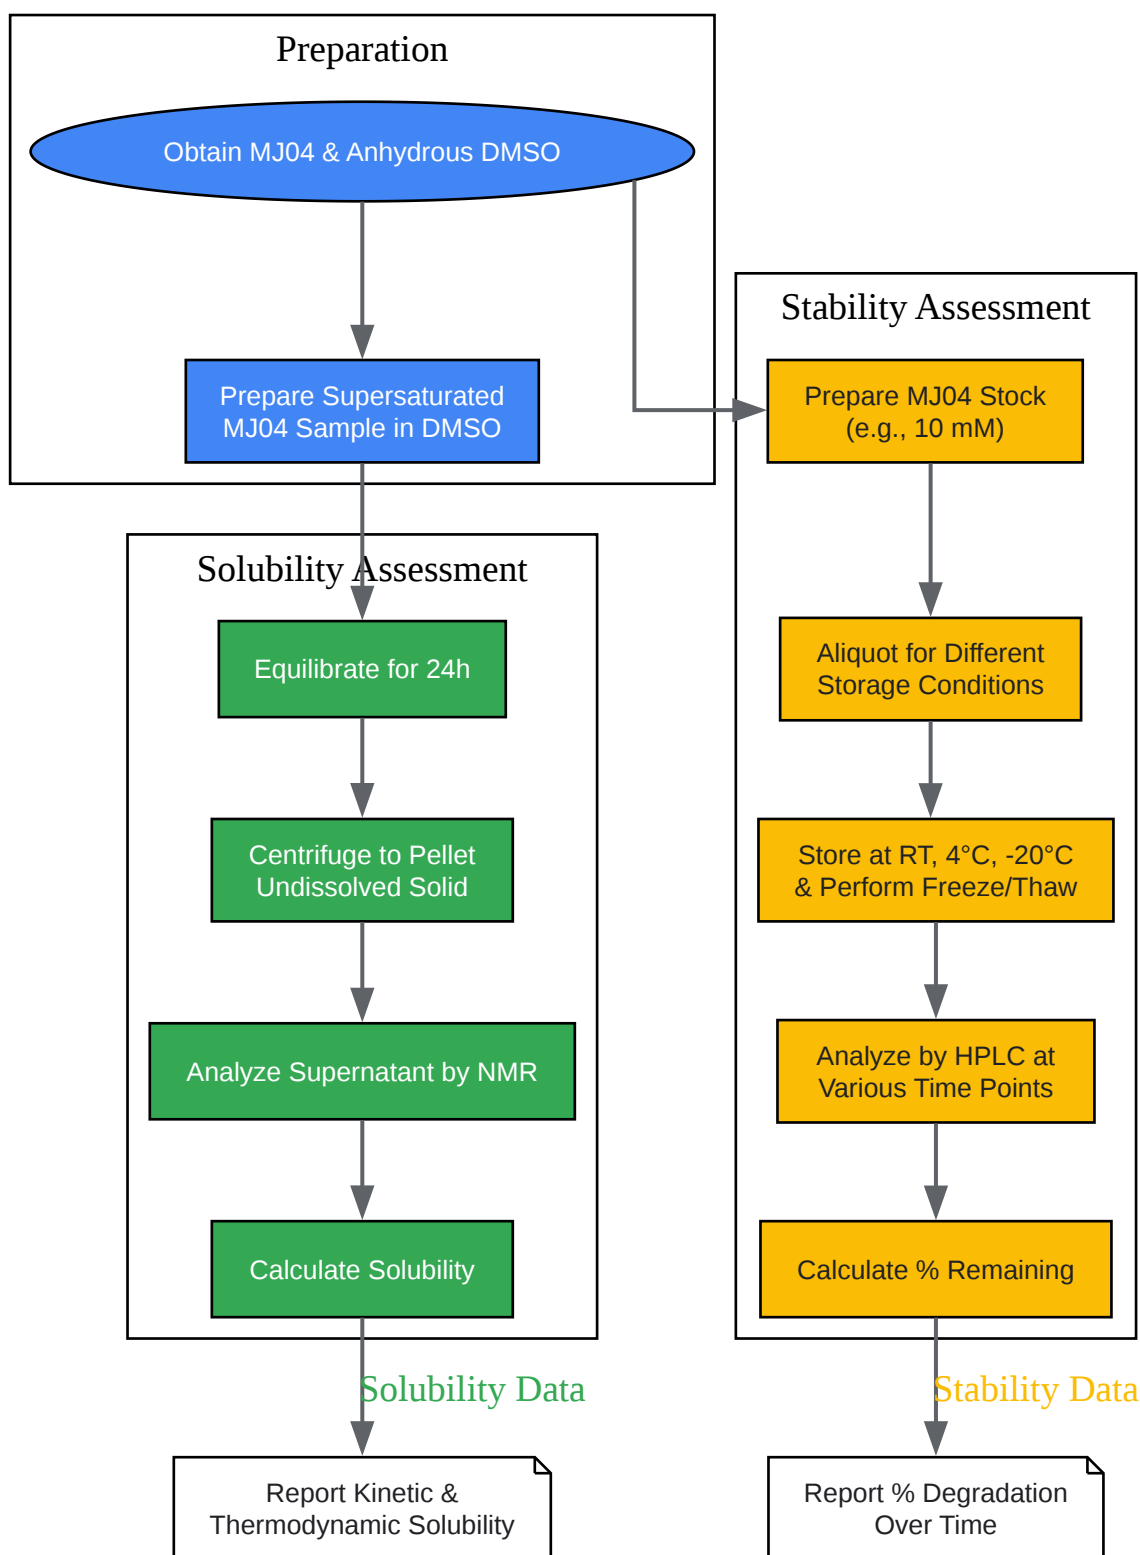 Preparation
Obtain MJ04 & Anhydrous DMSO
Prepare Supersaturated
MJ04 Sample in DMSO
Solubility Assessment
Equilibrate for 24h
Centrifuge to Pellet
Undissolved Solid
Analyze Supernatant by NMR
Calculate Solubility
Solubility Data
Report Kinetic &
Thermodynamic Solubility
Stability Assessment
Prepare MJ04 Stock
(e.g., 10 mM)
Aliquot for Different
Storage Conditions
Store at RT, 4°C, -20°C
& Perform Freeze/Thaw
Analyze by HPLC at
Various Time Points
Calculate % Remaining
Stability Data
Report % Degradation
Over Time